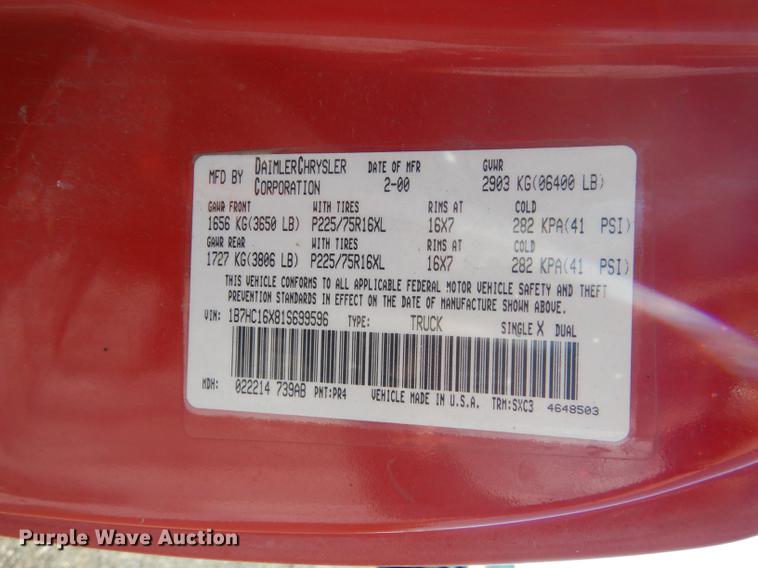 MFD BY DAIMLERCHRYSLER CORPORATION DATE OF MFR 2-00 GVWR 2903 KG(06400 LB)
GAWR FRONT WITH TIRES RIMS AT COLD
1656 KG(3650 LB) P225/75R16XL 16X7 282 KPA(41 PSI)
GAWR REAR WITH TIRES RIMS AT COLD
1727 KG(3806 LB) P225/75R16XL 16X7 282 KPA(41 PSI)
THIS VEHICLE CONFORMS TO ALL APPLICABLE FEDERAL MOTOR VEHICLE SAFETY AND THEFT
PREVENTION STANDARDS IN EFFECT ON THE DATE OF MANUFACTURE SHOWN ABOVE.
VIN: 1B7HC16X81S699596 TYPE: TRUCK SINGLE X DUAL
MDH: 022214 739AB PNT:PR4 VEHICLE MADE IN U.S.A. TRM:SXC3 4648503
Purple Wave Auction